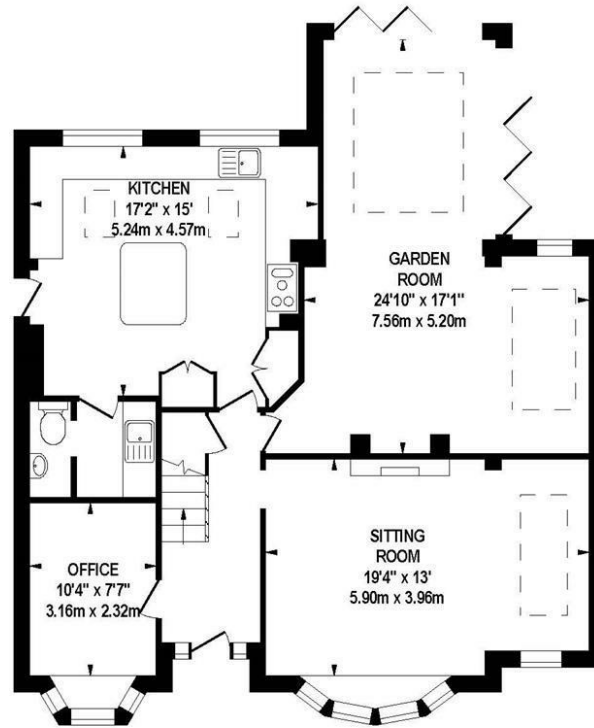 KITCHEN
17'2" x 15'
5.24m x 4.57m
GARDEN
ROOM
24'10" x 17'1"
7.56m x 5.20m
SITTING
ROOM
19'4" x 13'
5.90m x 3.96m
OFFICE
10'4" x 7'7"
3.16m x 2.32m